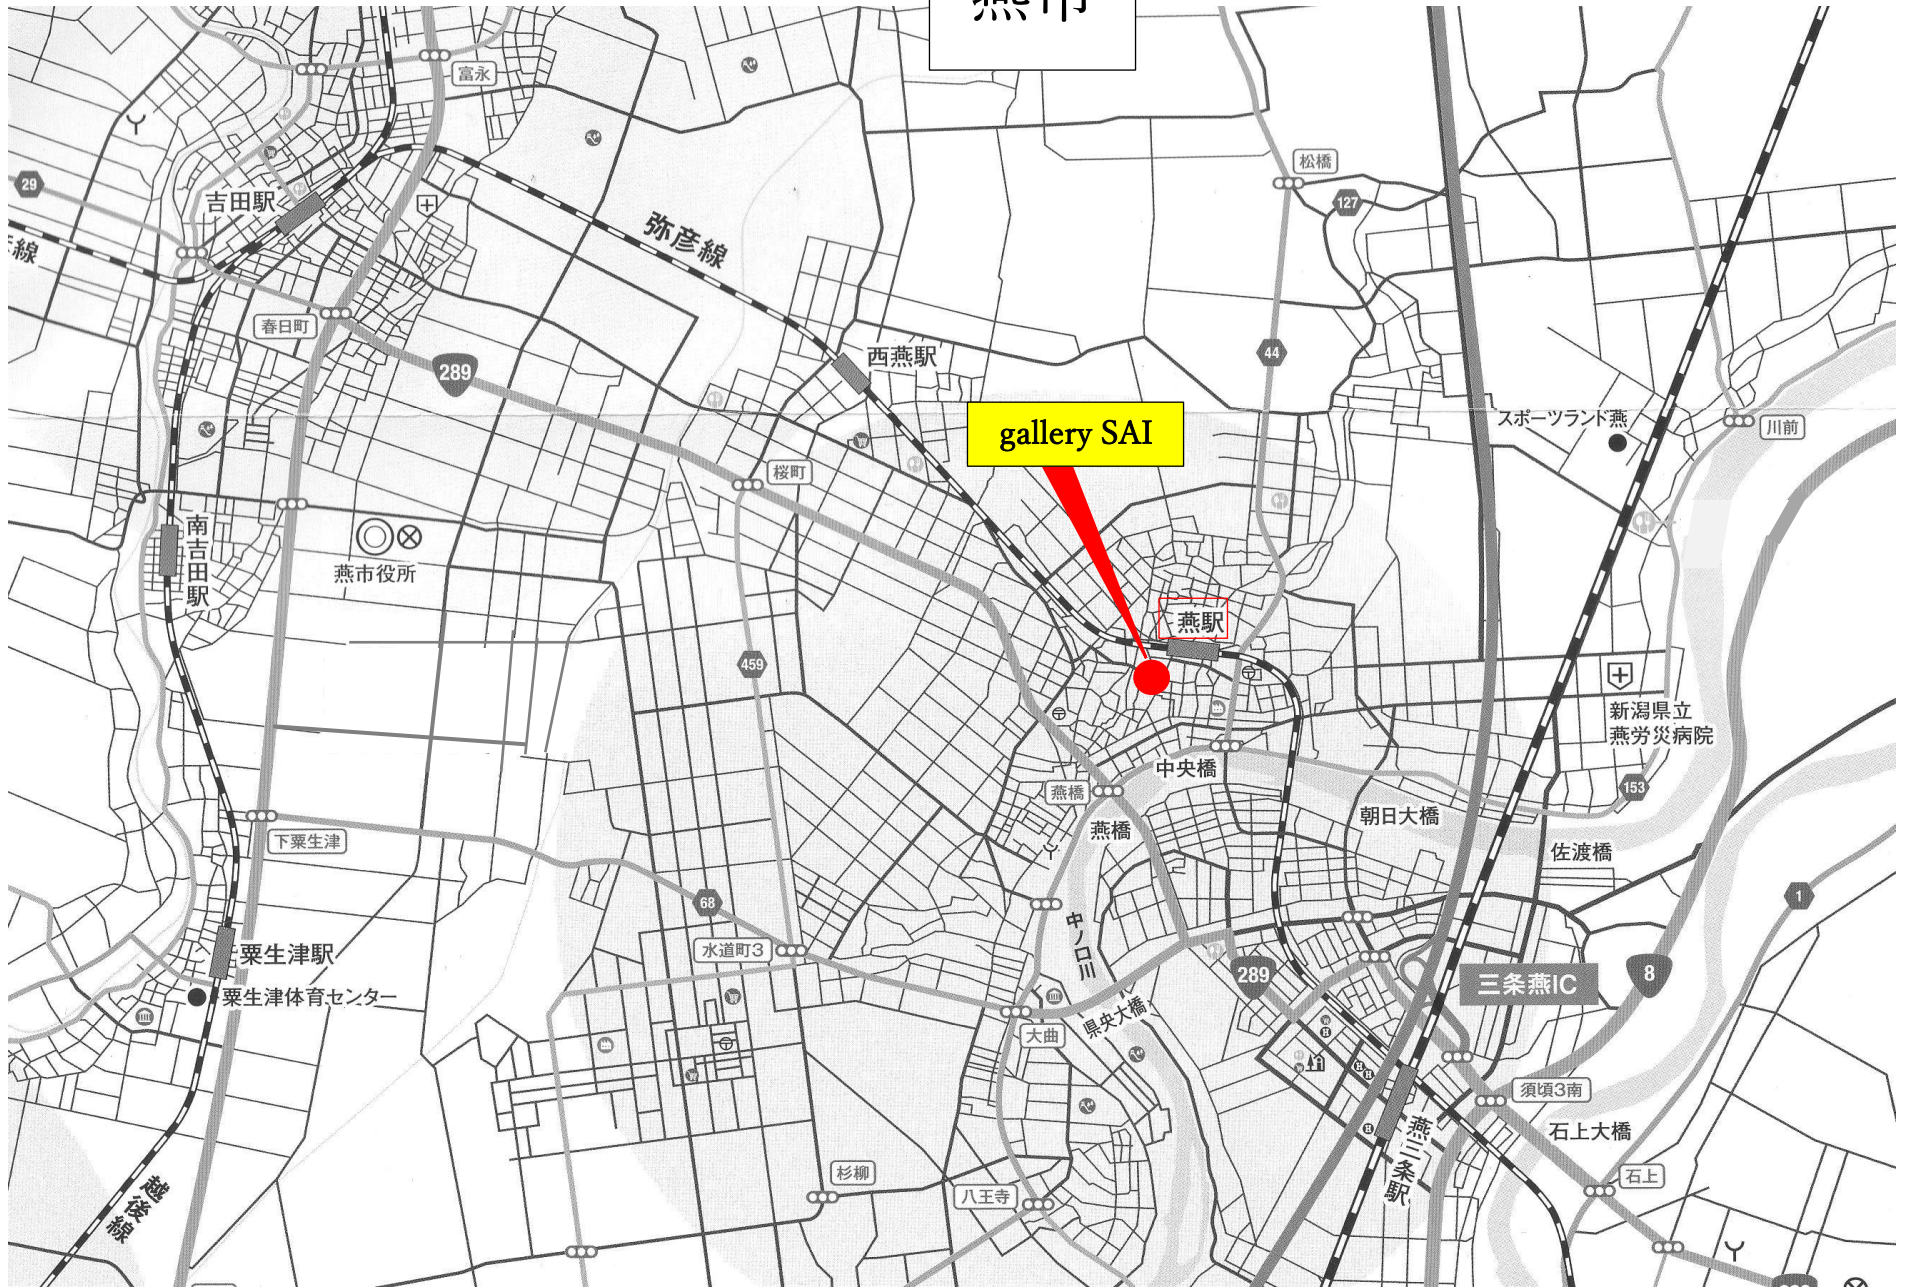 燕市
富永
29
吉田駅
松橋
127
弥彦線
線
春日町
289
西燕駅
44
gallery SAI
スポーツランド燕
川前
桜町
南吉田駅
燕市役所
燕駅
459
新潟県立
燕労災病院
中央橋
燕橋
153
朝日大橋
燕橋
下粟生津
佐渡橋
68
1
中ノ口川
水道町3
粟生津駅
289
三条燕IC
8
粟生津体育センター
県央大橋
大曲
須頃3南
燕三条駅
石上大橋
杉柳
石上
八王寺
越後線